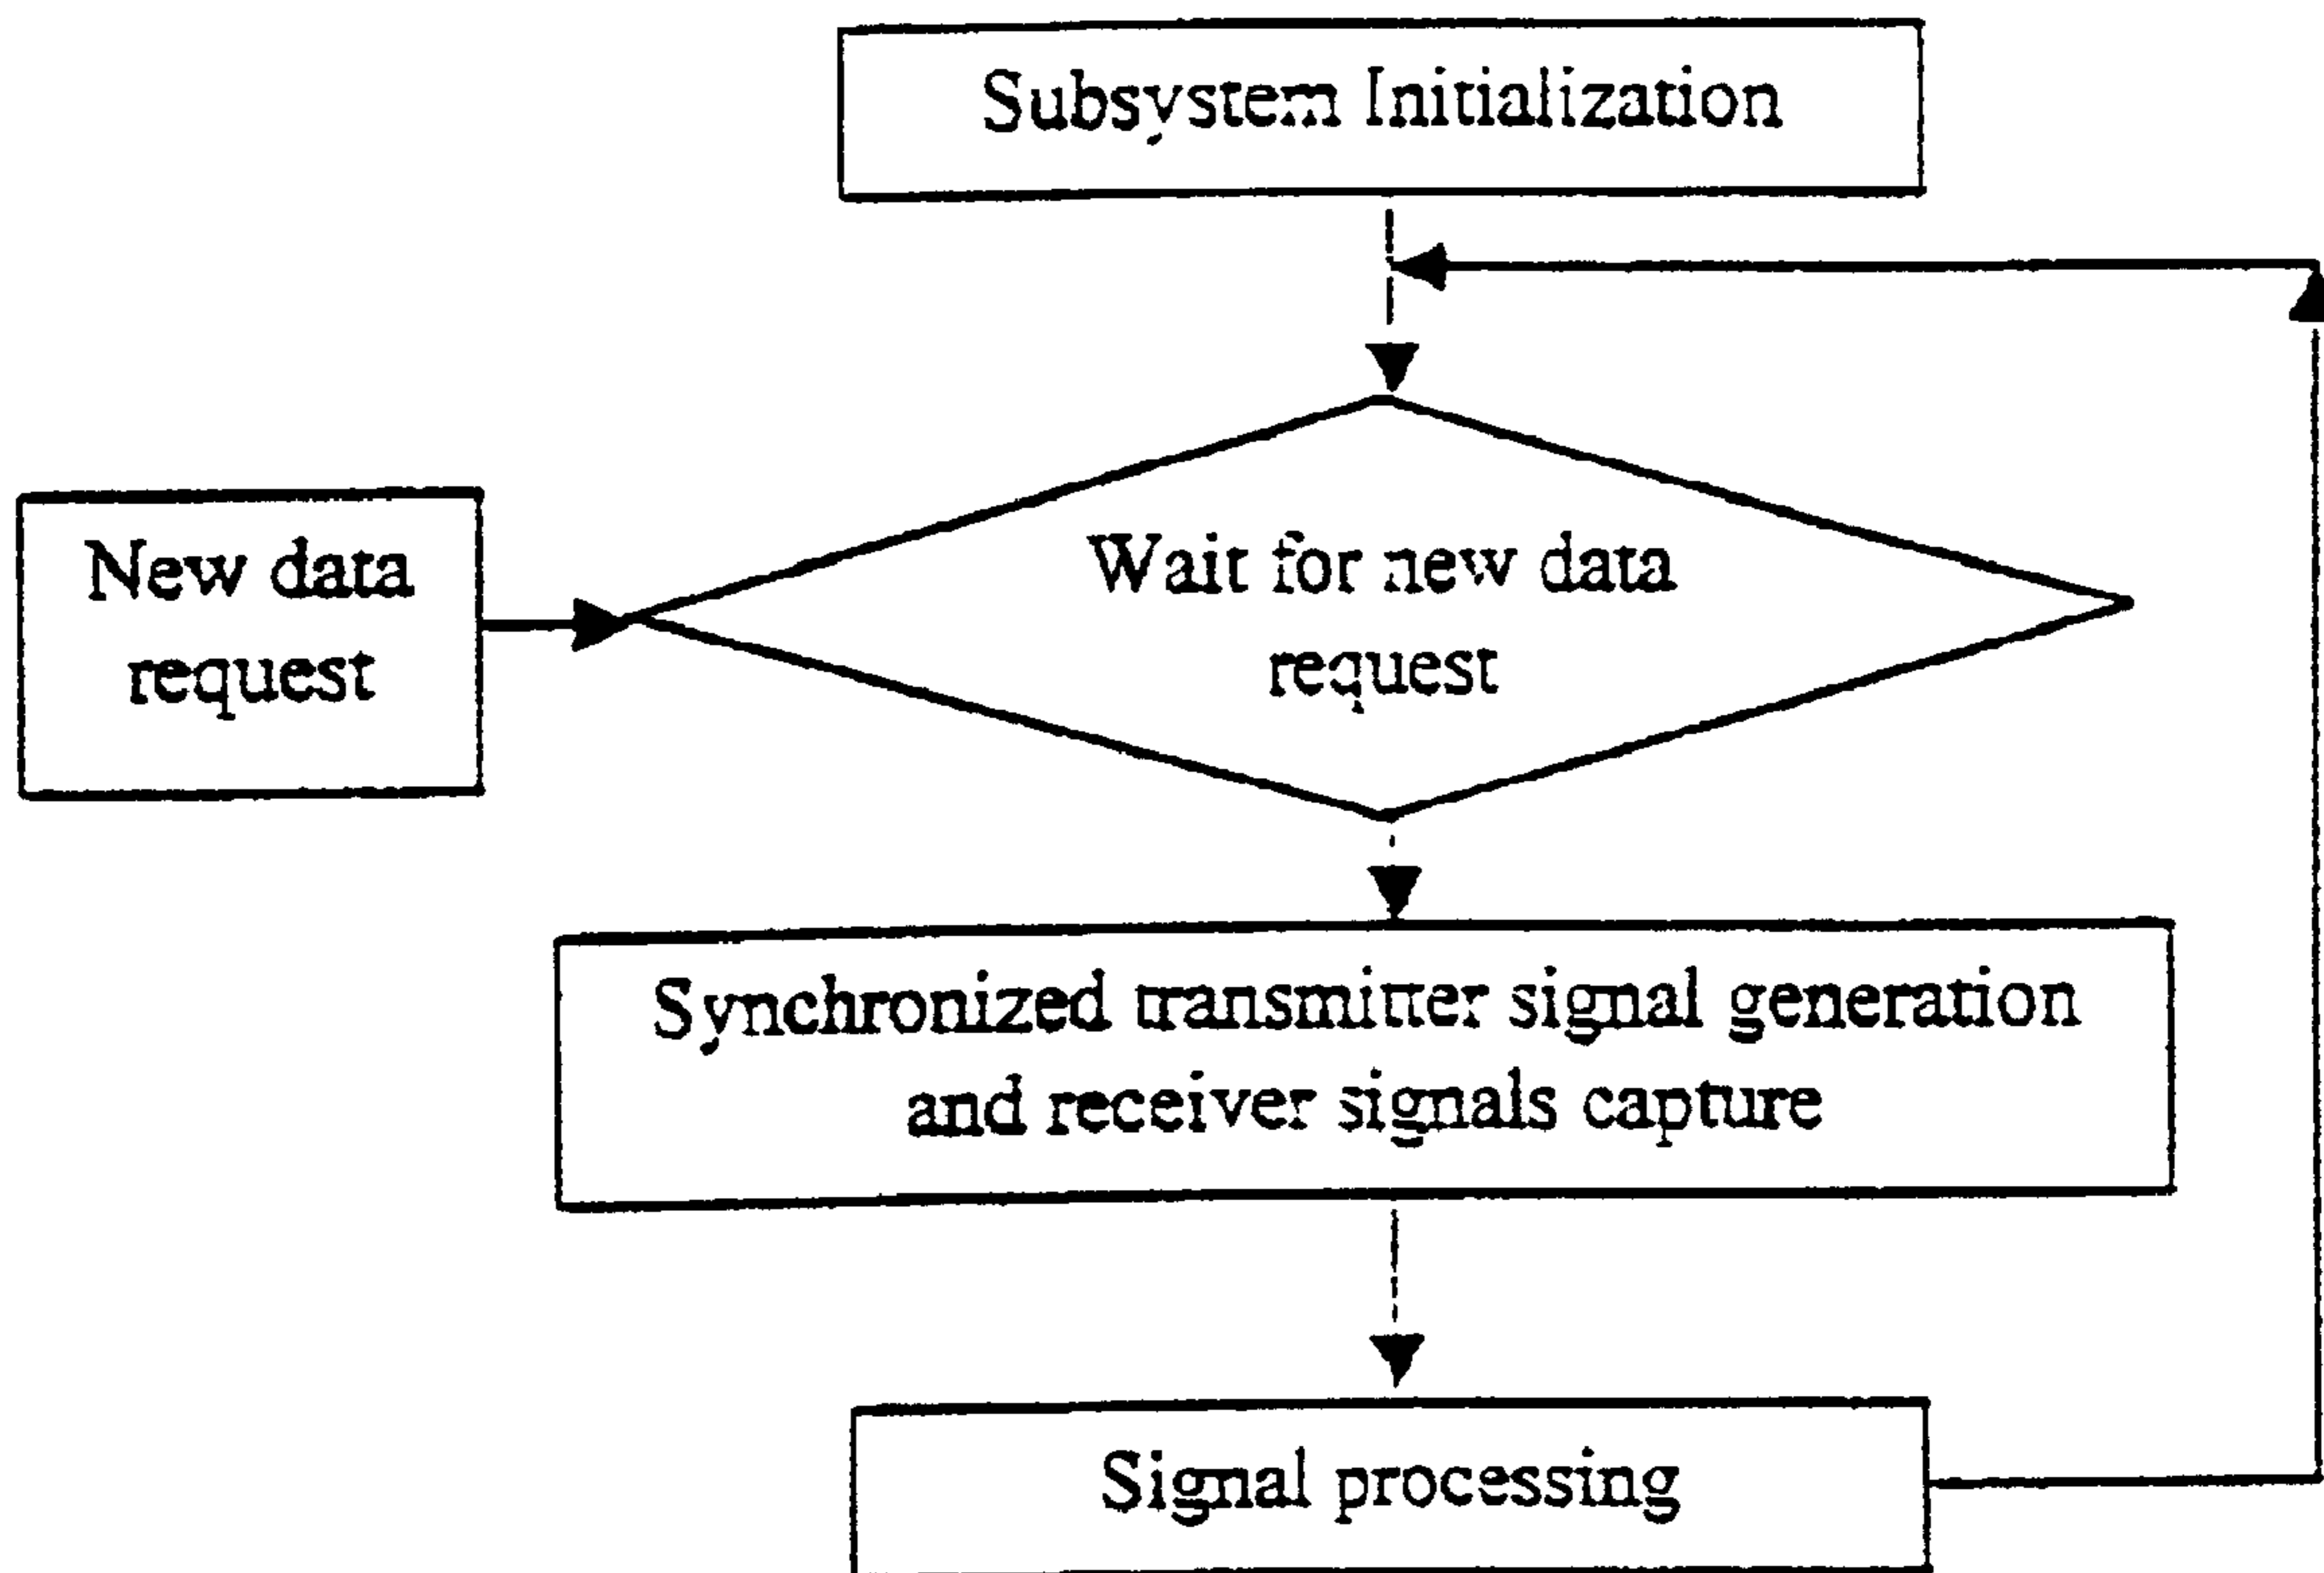 Subsystem Initialization
New data
request
Wait for new data
request
Synchronized transmitter signal generation
and receiver signals capture
Signal processing